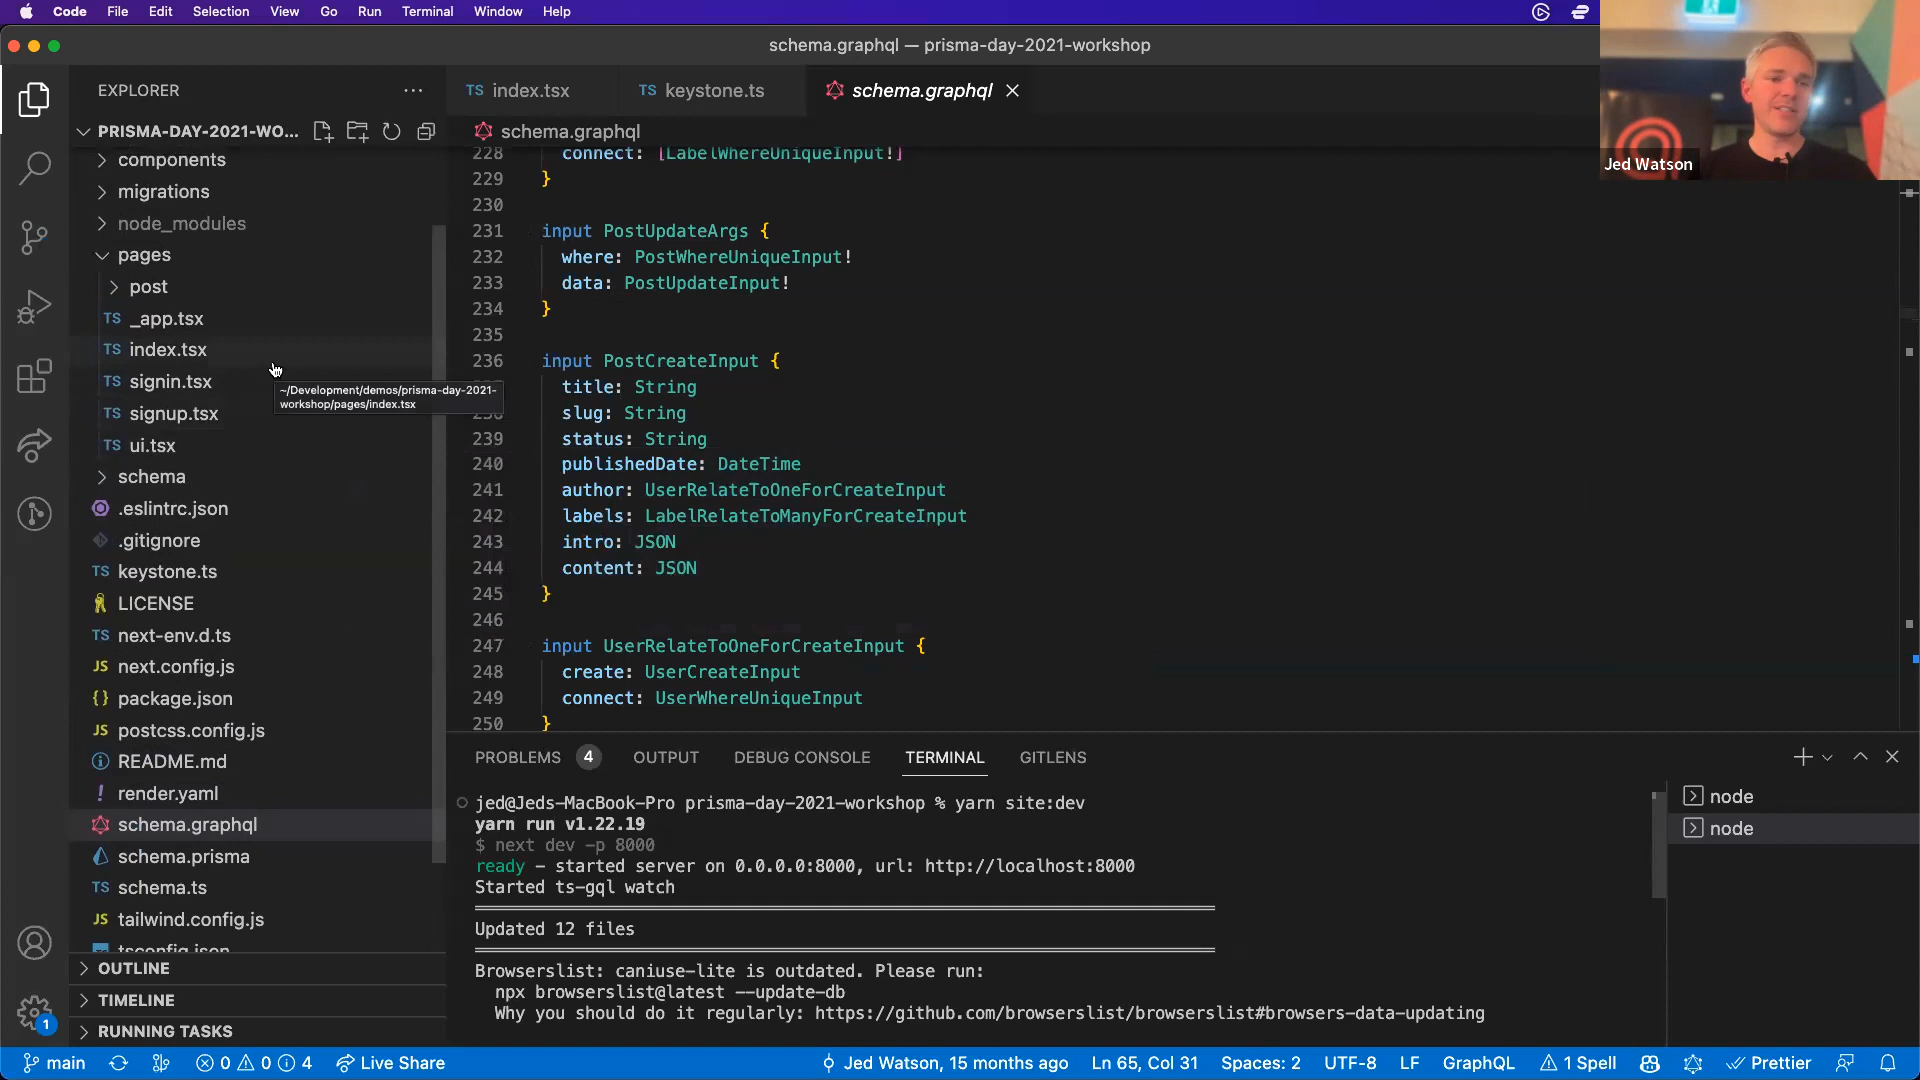 Code File Edit Selection View Go Run Terminal Window Help
schema.graphql — prisma-day-2021-workshop
Jed Watson
EXPLORER
PRISMA-DAY-2021-WO...
components
migrations
node_modules
pages
post
TS _app.tsx
TS index.tsx
TS signin.tsx
TS signup.tsx
TS ui.tsx
schema
.eslintrc.json
.gitignore
TS keystone.ts
LICENSE
TS next-env.d.ts
JS next.config.js
{} package.json
JS postcss.config.js
README.md
! render.yaml
schema.graphql
schema.prisma
TS schema.ts
JS tailwind.config.js
tsconfig.json
OUTLINE
TIMELINE
RUNNING TASKS
~/Development/demos/prisma-day-2021-
workshop/pages/index.tsx
TS index.tsx
TS keystone.ts
schema.graphql
schema.graphql
228 connect: [LabelWhereUniqueInput!]
229 }
230
231 input PostUpdateArgs {
232 where: PostWhereUniqueInput!
233 data: PostUpdateInput!
234 }
235
236 input PostCreateInput {
title: String
238 slug: String
239 status: String
240 publishedDate: DateTime
241 author: UserRelateToOneForCreateInput
242 labels: LabelRelateToManyForCreateInput
243 intro: JSON
244 content: JSON
245 }
246
247 input UserRelateToOneForCreateInput {
248 create: UserCreateInput
249 connect: UserWhereUniqueInput
250 }
PROBLEMS 4 OUTPUT DEBUG CONSOLE TERMINAL GITLENS
jed@Jeds-MacBook-Pro prisma-day-2021-workshop % yarn site:dev
yarn run v1.22.19
$ next dev -p 8000
ready - started server on 0.0.0.0:8000, url: http://localhost:8000
Started ts-gql watch
Updated 12 files
Browserslist: caniuse-lite is outdated. Please run:
npx browserslist@latest --update-db
Why you should do it regularly: https://github.com/browserslist/browserslist#browsers-data-updating
node
node
1
main 0 0 4 Live Share Jed Watson, 15 months ago Ln 65, Col 31 Spaces: 2 UTF-8 LF GraphQL 1 Spell Prettier